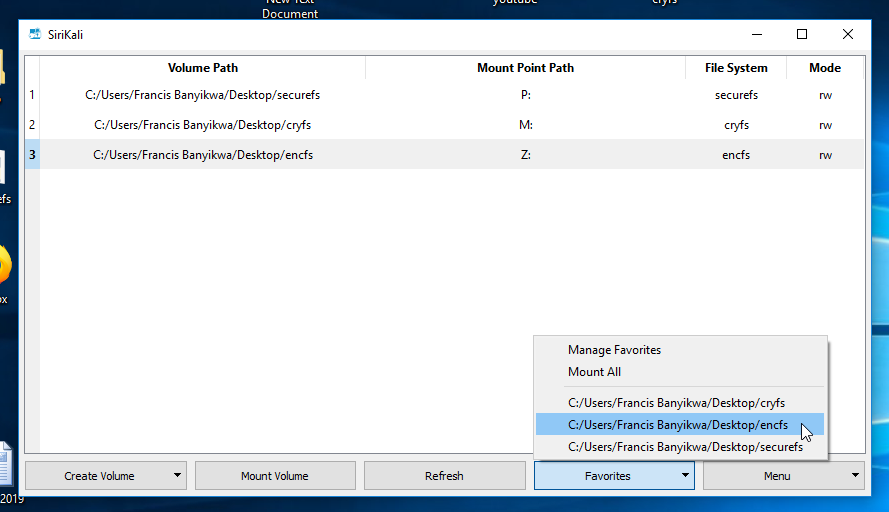 New Text
Document
youtube
cryfs
SiriKali
Volume Path Mount Point Path File System Mode
1 C:/Users/Francis Banyikwa/Desktop/securefs P: securefs rw
2 C:/Users/Francis Banyikwa/Desktop/cryfs M: cryfs rw
3 C:/Users/Francis Banyikwa/Desktop/encfs Z: encfs rw
Manage Favorites
Mount All
C:/Users/Francis Banyikwa/Desktop/cryfs
C:/Users/Francis Banyikwa/Desktop/encfs
C:/Users/Francis Banyikwa/Desktop/securefs
Create Volume Mount Volume Refresh Favorites Menu
2019